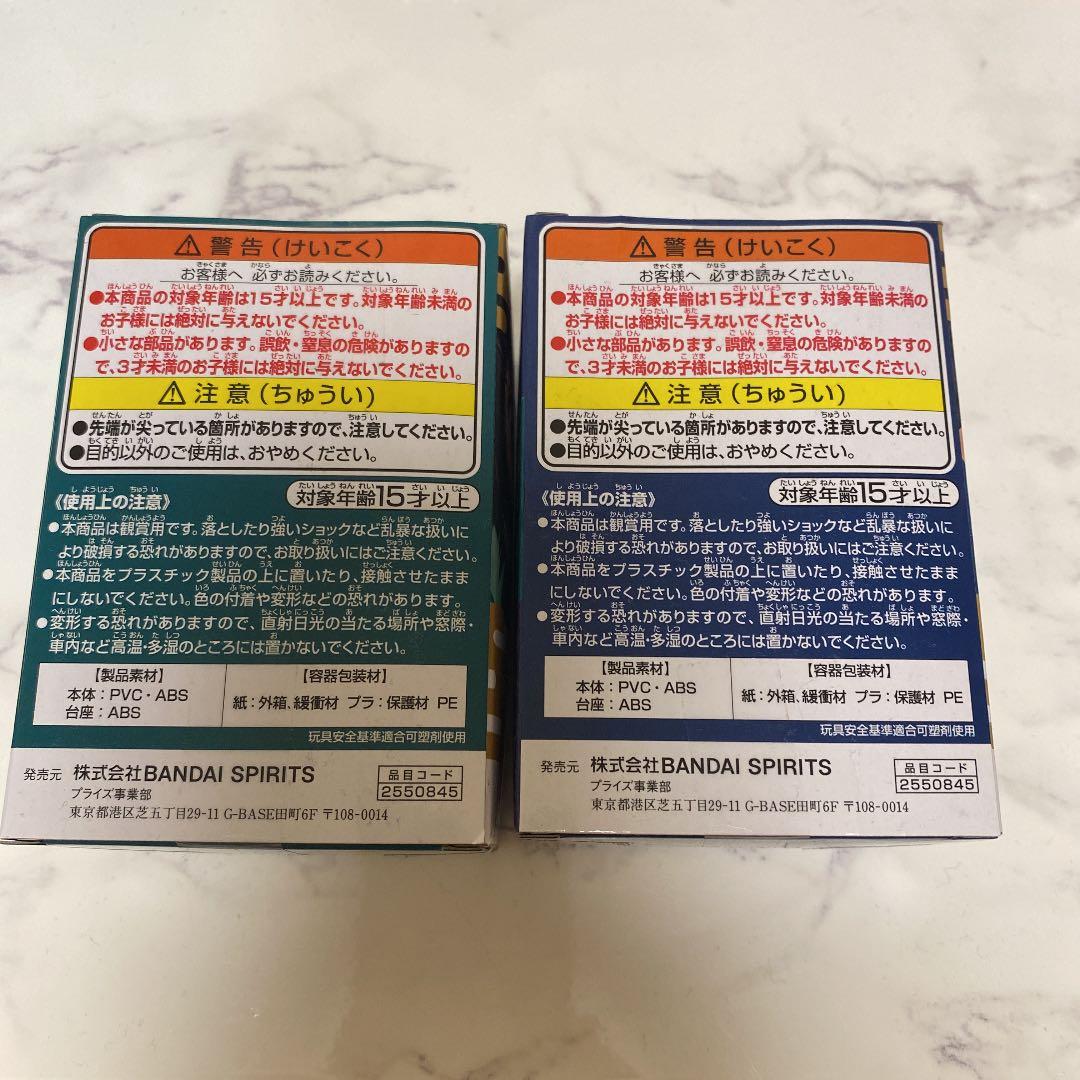 警告(けいこく)
お客様へ 必ずお読みください。
●本商品の対象年齢は15才以上です。対象年齢未満の
お子様には絶対に与えないでください。
●小さな部品があります。誤飲・窒息の危険がありますの
で、3才未満のお子様には絶対に与えないでください。
注意(ちゅうい)
●先端が尖っている箇所がありますので、注意してください。
●目的以外のご使用は、おやめください。
《使用上の注意》
対象年齢15才以上
●本商品は観賞用です。落としたり強いショックなど乱暴な扱いに
より破損する恐れがありますので、お取り扱いにはご注意ください。
●本商品をプラスチック製品の上に置いたり、接触させたまま
にしないでください。色の付着や変形などの恐れがあります。
●変形する恐れがありますので、直射日光の当たる場所や窓際・
車内など高温・多湿のところには置かないでください。
【製品素材】
本体：PVC・ABS
台座：ABS
【容器包装材】
紙：外箱、緩衝材 プラ：保護材 PE
玩具安全基準適合可塑剤使用
発売元 株式会社BANDAI SPIRITS
プライズ事業部
東京都港区芝五丁目29-11 G-BASE田町6F 〒108-0014
品目コード
2550845
警告(けいこく)
お客様へ 必ずお読みください。
●本商品の対象年齢は15才以上です。対象年齢未満の
お子様には絶対に与えないでください。
●小さな部品があります。誤飲・窒息の危険がありますの
で、3才未満のお子様には絶対に与えないでください。
注意(ちゅうい)
●先端が尖っている箇所がありますので、注意してください。
●目的以外のご使用は、おやめください。
《使用上の注意》
対象年齢15才以上
●本商品は観賞用です。落としたり強いショックなど乱暴な扱いに
より破損する恐れがありますので、お取り扱いにはご注意ください。
●本商品をプラスチック製品の上に置いたり、接触させたまま
にしないでください。色の付着や変形などの恐れがあります。
●変形する恐れがありますので、直射日光の当たる場所や窓際・
車内など高温・多湿のところには置かないでください。
【製品素材】
本体：PVC・ABS
台座：ABS
【容器包装材】
紙：外箱、緩衝材 プラ：保護材 PE
玩具安全基準適合可塑剤使用
発売元 株式会社BANDAI SPIRITS
プライズ事業部
東京都港区芝五丁目29-11 G-BASE田町6F 〒108-0014
品目コード
2550845